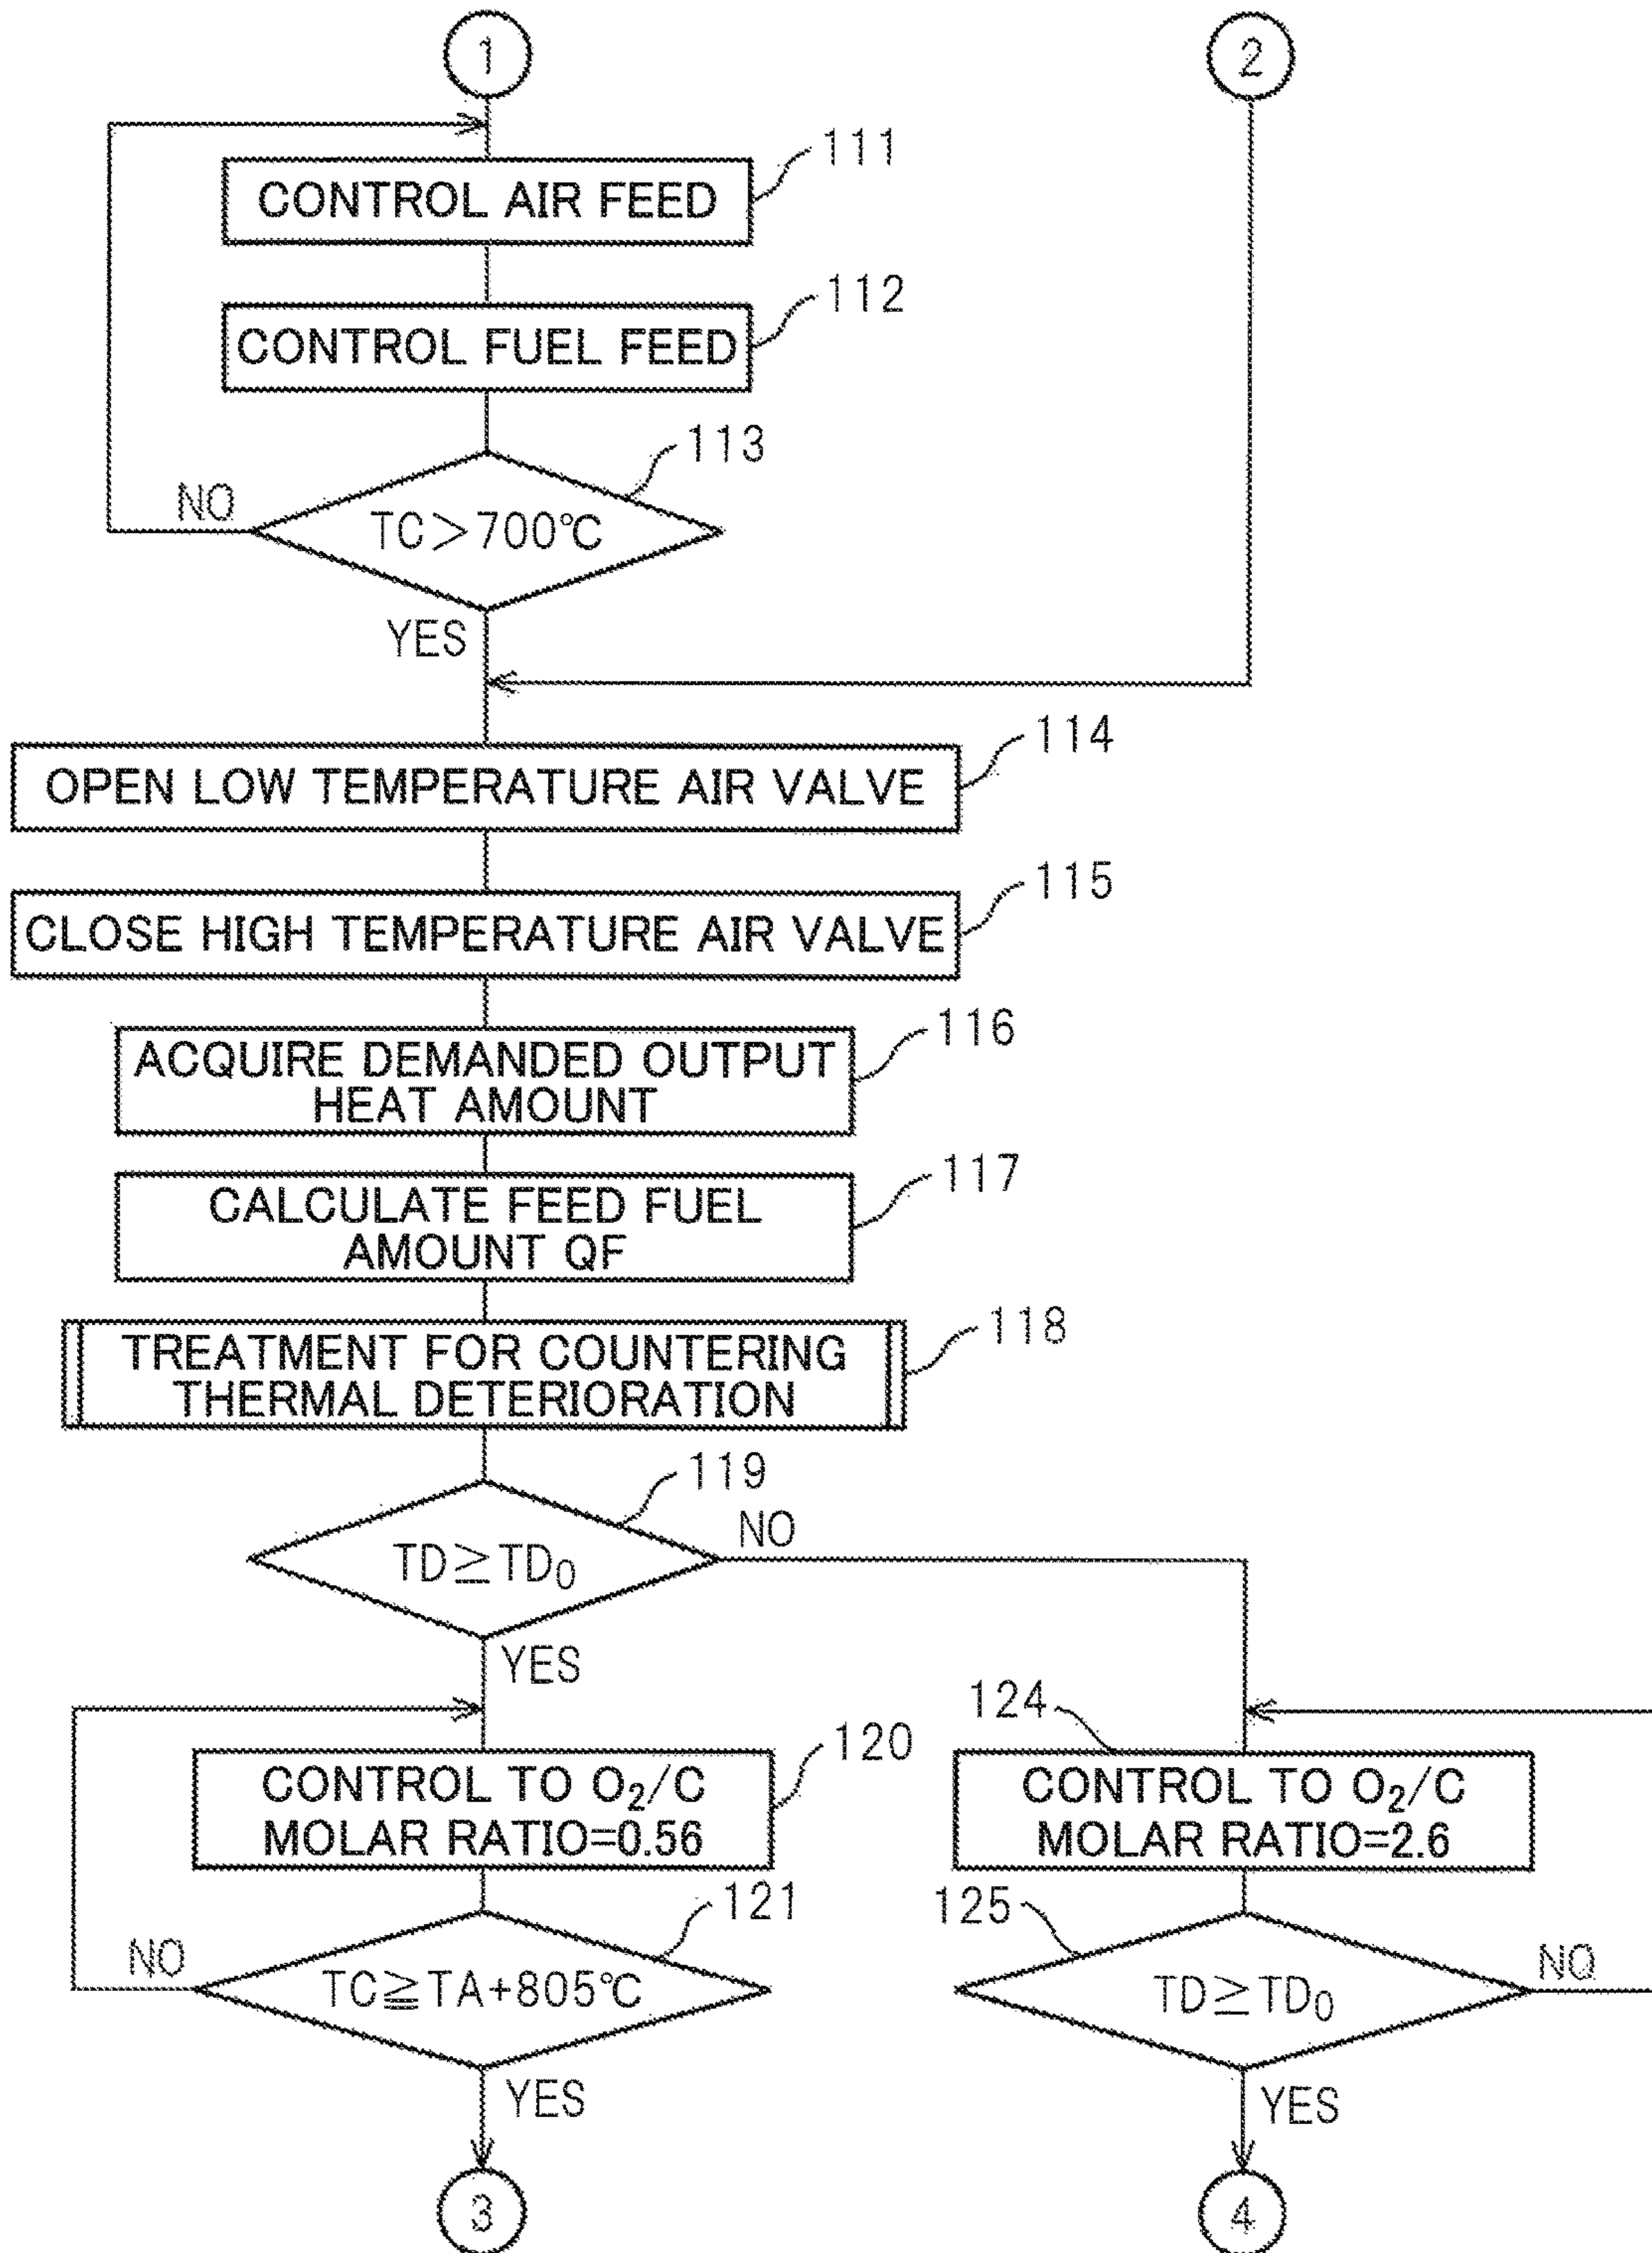 1
2
111
CONTROL AIR FEED
112
CONTROL FUEL FEED
113
NO
TC>700℃
YES
114
OPEN LOW TEMPERATURE AIR VALVE
115
CLOSE HIGH TEMPERATURE AIR VALVE
116
ACQUIRE DEMANDED OUTPUT
HEAT AMOUNT
117
CALCULATE FEED FUEL
AMOUNT QF
118
TREATMENT FOR COUNTERING
THERMAL DETERIORATION
119
NO
TD≧TD₀
YES
120
CONTROL TO O₂/C
MOLAR RATIO=0.56
121
NO
TC≧TA+805℃
YES
3
124
CONTROL TO O₂/C
MOLAR RATIO=2.6
125
NO
TD≧TD₀
YES
4